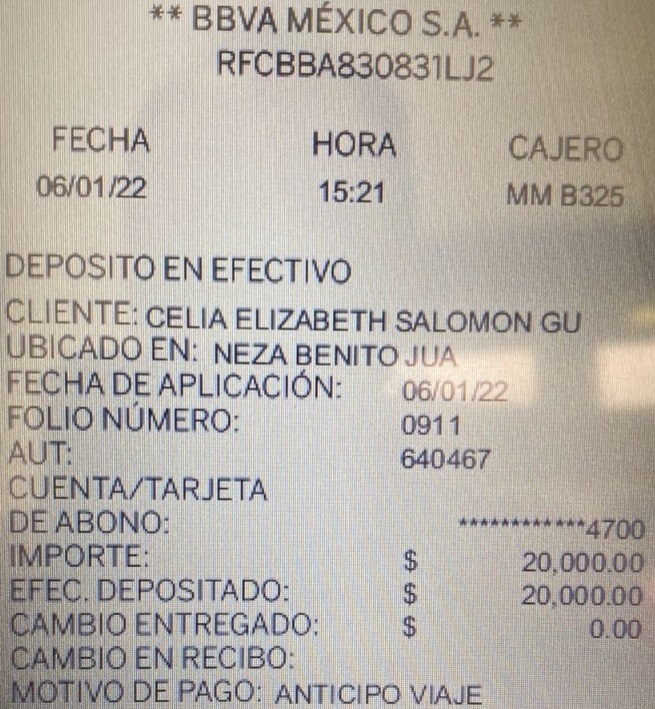 ** BBVA MÉXICO S.A. **
RFCBBA830831LJ2
FECHA HORA CAJERO
06/01/22 15:21 MM B325
DEPOSITO EN EFECTIVO
CLIENTE: CELIA ELIZABETH SALOMON GU
UBICADO EN: NEZA BENITO JUA
FECHA DE APLICACIÓN: 06/01/22
FOLIO NÚMERO: 0911
AUT: 640467
CUENTA/TARJETA
DE ABONO: ************4700
IMPORTE: $ 20,000.00
EFEC. DEPOSITADO: $ 20,000.00
CAMBIO ENTREGADO: $ 0.00
CAMBIO EN RECIBO:
MOTIVO DE PAGO: ANTICIPO VIAJE